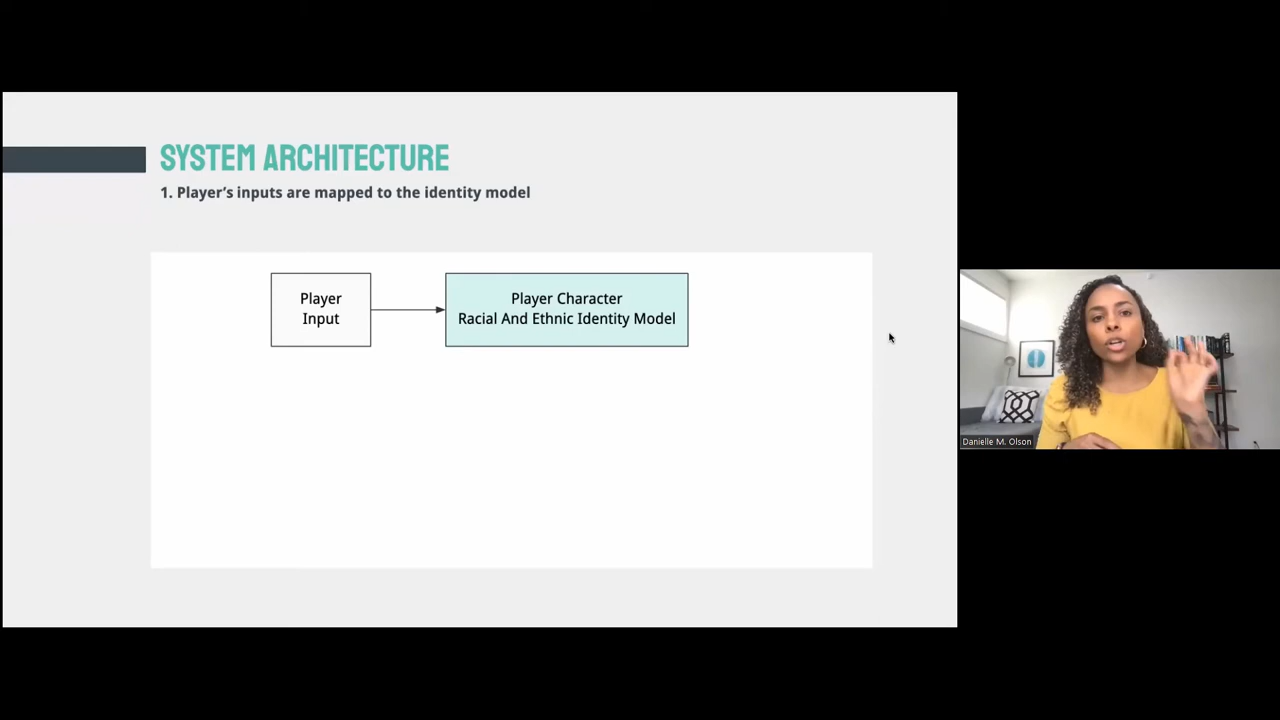 SYSTEM ARCHITECTURE
1. Player's inputs are mapped to the identity model
Player
Input
Player Character
Racial And Ethnic Identity Model
Danielle M. Olson